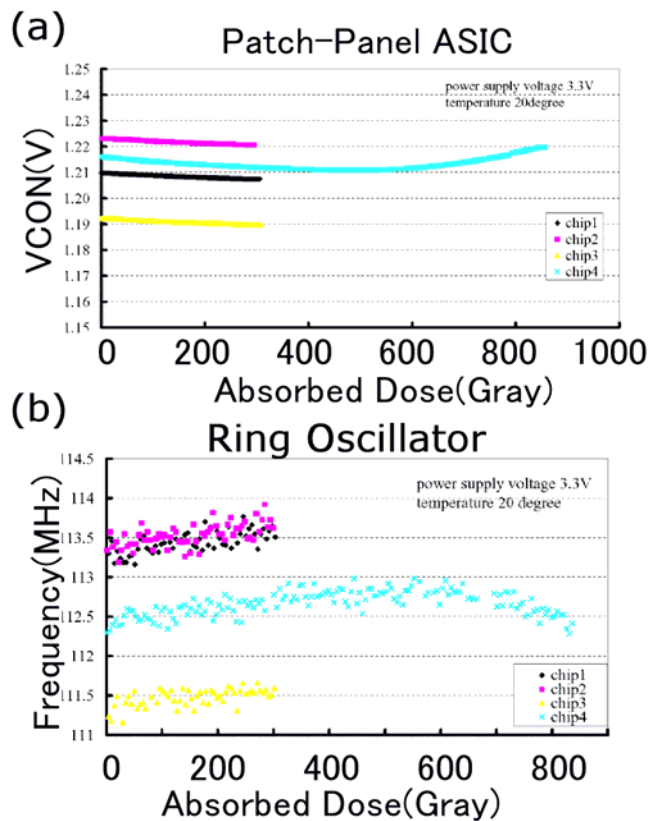 (a)
Patch-Panel ASIC
power supply voltage 3.3V
temperature 20degree
VCON(V)
1.25
1.24
1.23
1.22
1.21
1.20
1.19
1.18
1.17
1.16
1.15
chip1
chip2
chip3
chip4
0 200 400 600 800 1000
Absorbed Dose(Gray)
(b)
Ring Oscillator
power supply voltage 3.3V
temperature 20 degree
Frequency(MHz)
114.5
114
113.5
113
112.5
112
111.5
111
chip1
chip2
chip3
chip4
0 200 400 600 800
Absorbed Dose(Gray)